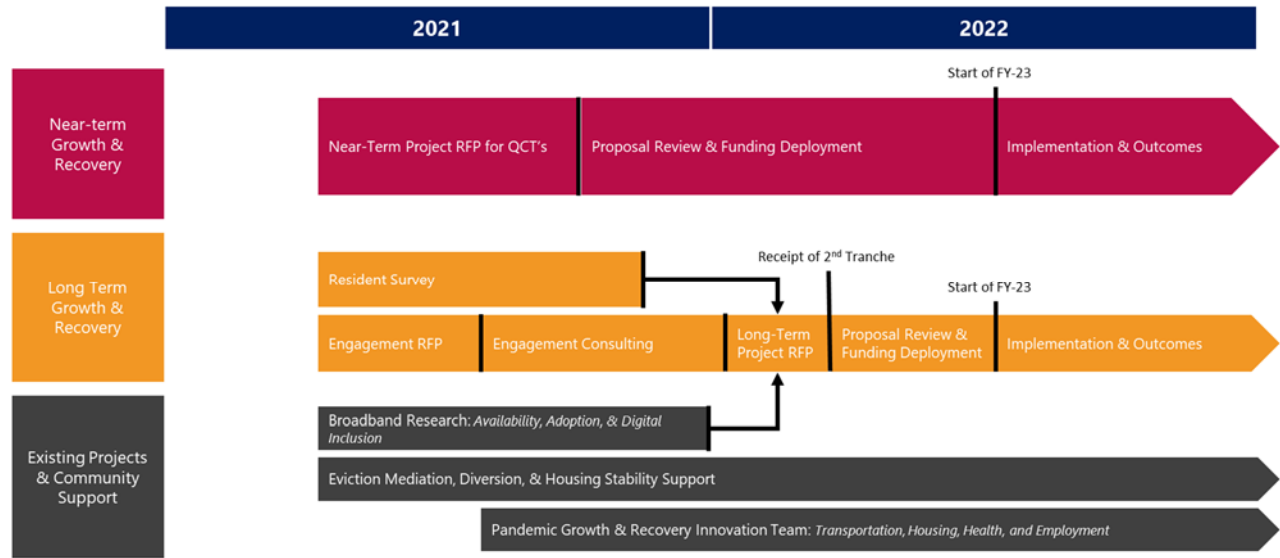 2021
2022
Near-term
Growth &
Recovery
Start of FY-23
Near-Term Project RFP for QCT's
Proposal Review & Funding Deployment
Implementation & Outcomes
Long Term
Growth &
Recovery
Resident Survey
Receipt of 2nd Tranche
Start of FY-23
Engagement RFP
Engagement Consulting
Long-Term
Project RFP
Proposal Review &
Funding Deployment
Implementation & Outcomes
Existing Projects
& Community
Support
Broadband Research: Availability, Adoption, & Digital
Inclusion
Eviction Mediation, Diversion, & Housing Stability Support
Pandemic Growth & Recovery Innovation Team: Transportation, Housing, Health, and Employment